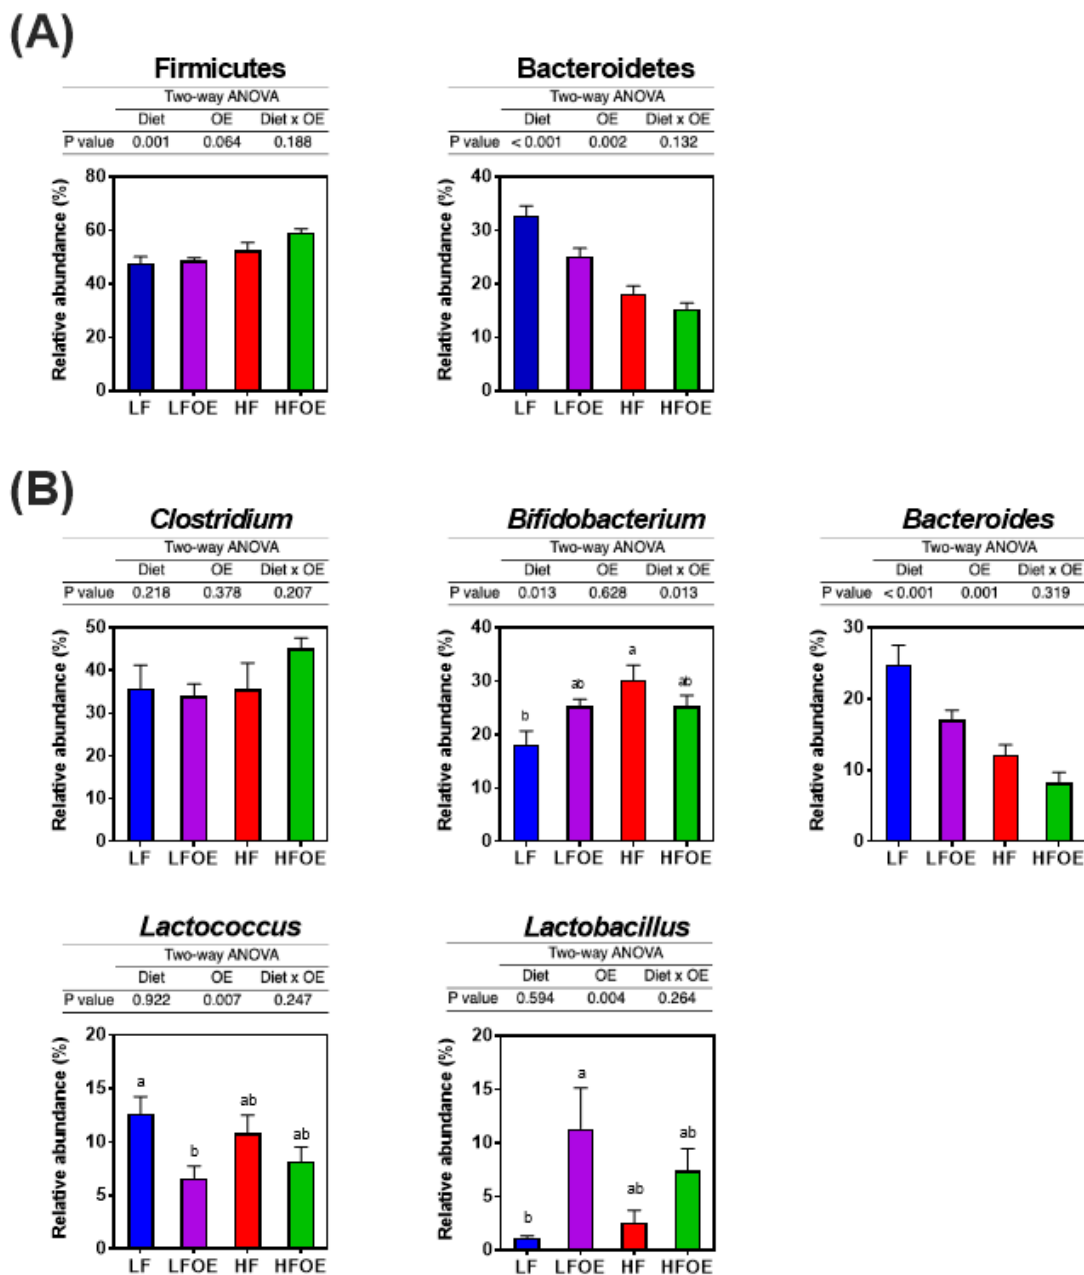 (A)
Firmicutes
Two-way ANOVA
Diet OE Diet x OE
P value 0.001 0.064 0.188
Relative abundance (%)
80
60
40
20
0
LF LFOE HF HFOE
Bacteroidetes
Two-way ANOVA
Diet OE Diet x OE
P value < 0.001 0.002 0.132
Relative abundance (%)
40
30
20
10
0
LF LFOE HF HFOE
(B)
Clostridium
Two-way ANOVA
Diet OE Diet x OE
P value 0.218 0.378 0.207
Relative abundance (%)
50
40
30
20
10
0
LF LFOE HF HFOE
Bifidobacterium
Two-way ANOVA
Diet OE Diet x OE
P value 0.013 0.628 0.013
Relative abundance (%)
40
30
20
10
0
b ab a ab
LF LFOE HF HFOE
Bacteroides
Two-way ANOVA
Diet OE Diet x OE
P value < 0.001 0.001 0.319
Relative abundance (%)
30
20
10
0
LF LFOE HF HFOE
Lactococcus
Two-way ANOVA
Diet OE Diet x OE
P value 0.922 0.007 0.247
Relative abundance (%)
20
15
10
5
0
a b ab ab
LF LFOE HF HFOE
Lactobacillus
Two-way ANOVA
Diet OE Diet x OE
P value 0.594 0.004 0.264
Relative abundance (%)
20
15
10
5
0
b a ab ab
LF LFOE HF HFOE